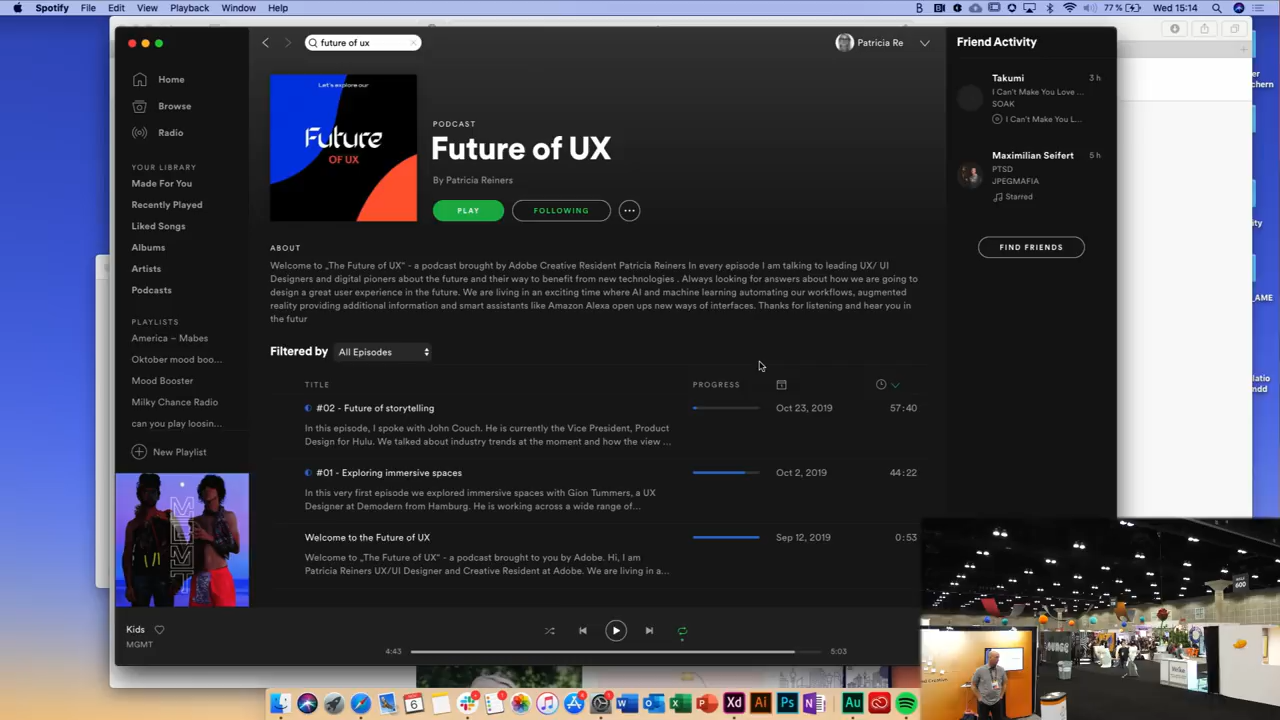 Spotify File Edit View Playback Window Help
77 % Wed 15:14
future of ux
Patricia Re
Friend Activity
Home
Browse
Radio
YOUR LIBRARY
Made For You
Recently Played
Liked Songs
Albums
Artists
Podcasts
PLAYLISTS
America – Mabes
Oktober mood boo...
Mood Booster
Milky Chance Radio
can you play loosin...
New Playlist
Let's explore our
Future
OF UX
PODCAST
Future of UX
By Patricia Reiners
PLAY
FOLLOWING
ABOUT
Welcome to „The Future of UX" - a podcast brought by Adobe Creative Resident Patricia Reiners In every episode I am talking to leading UX/ UI
Designers and digital pioners about the future and their way to benefit from new technologies . Always looking for answers about how we are going to
design a great user experience in the future. We are living in an exciting time where AI and machine learning automating our workflows, augmented
reality providing additional information and smart assistants like Amazon Alexa open ups new ways of interfaces. Thanks for listening and hear you in
the futur
Filtered by All Episodes
TITLE PROGRESS
#02 - Future of storytelling Oct 23, 2019 57:40
In this episode, I spoke with John Couch. He is currently the Vice President, Product
Design for Hulu. We talked about industry trends at the moment and how the view ...
#01 - Exploring immersive spaces Oct 2, 2019 44:22
In this very first episode we explored immersive spaces with Gion Tummers, a UX
Designer at Demodern from Hamburg. He is working across a wide range of...
Welcome to the Future of UX Sep 12, 2019 0:53
Welcome to „The Future of UX" - a podcast brought to you by Adobe. Hi, I am
Patricia Reiners UX/UI Designer and Creative Resident at Adobe. We are living in a...
Takumi 3 h
I Can't Make You Love ...
SOAK
I Can't Make You L...
Maximilian Seifert 5 h
PTSD
JPEGMAFIA
Starred
FIND FRIENDS
MGMT
Kids
MGMT
4:43
5:03
Xd Ai Ps Au
6
600